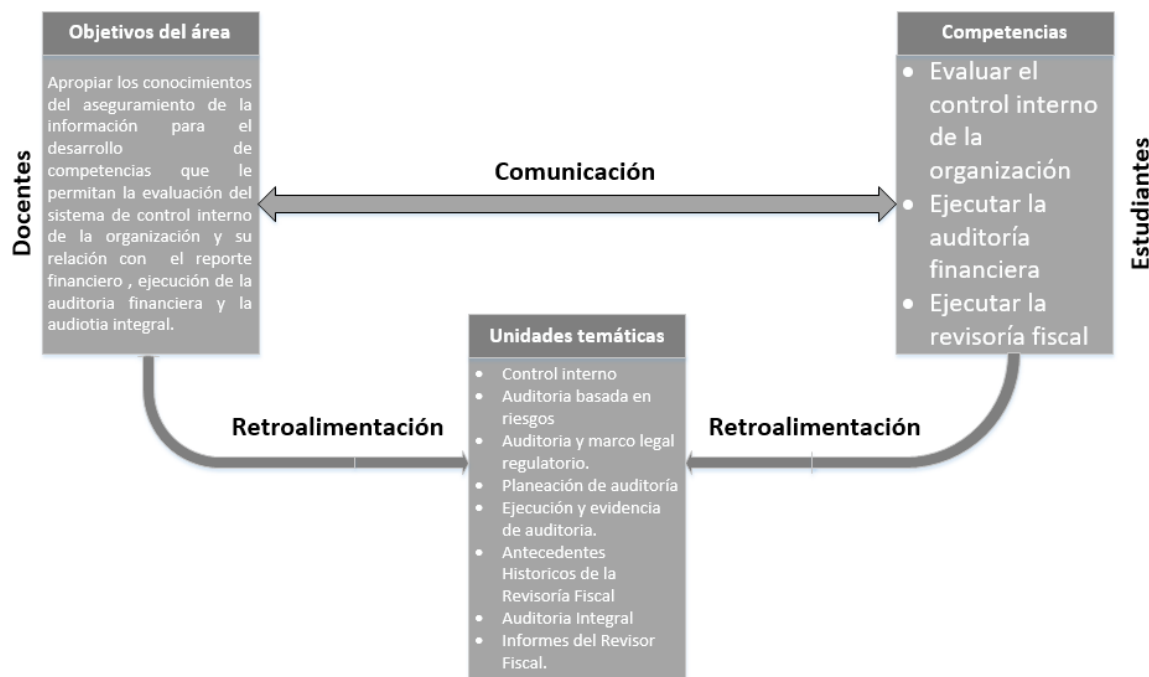 Objetivos del área
Apropiar los conocimientos
del aseguramiento de la
información para el
desarrollo de
competencias que le
permitan la evaluación del
sistema de control interno
de la organización y su
relación con el reporte
financiero , ejecución de la
auditoria financiera y la
audiotia integral.
Docentes
Comunicación
Competencias
• Evaluar el
control interno
de la
organización
• Ejecutar la
auditoría
financiera
• Ejecutar la
revisoría fiscal
Estudiantes
Retroalimentación
Unidades temáticas
• Control interno
• Auditoria basada en
riesgos
• Auditoria y marco legal
regulatorio.
• Planeación de auditoría
• Ejecución y evidencia
de auditoria.
• Antecedentes
Historicos de la
Revisoría Fiscal
• Auditoria Integral
• Informes del Revisor
Fiscal.
Retroalimentación